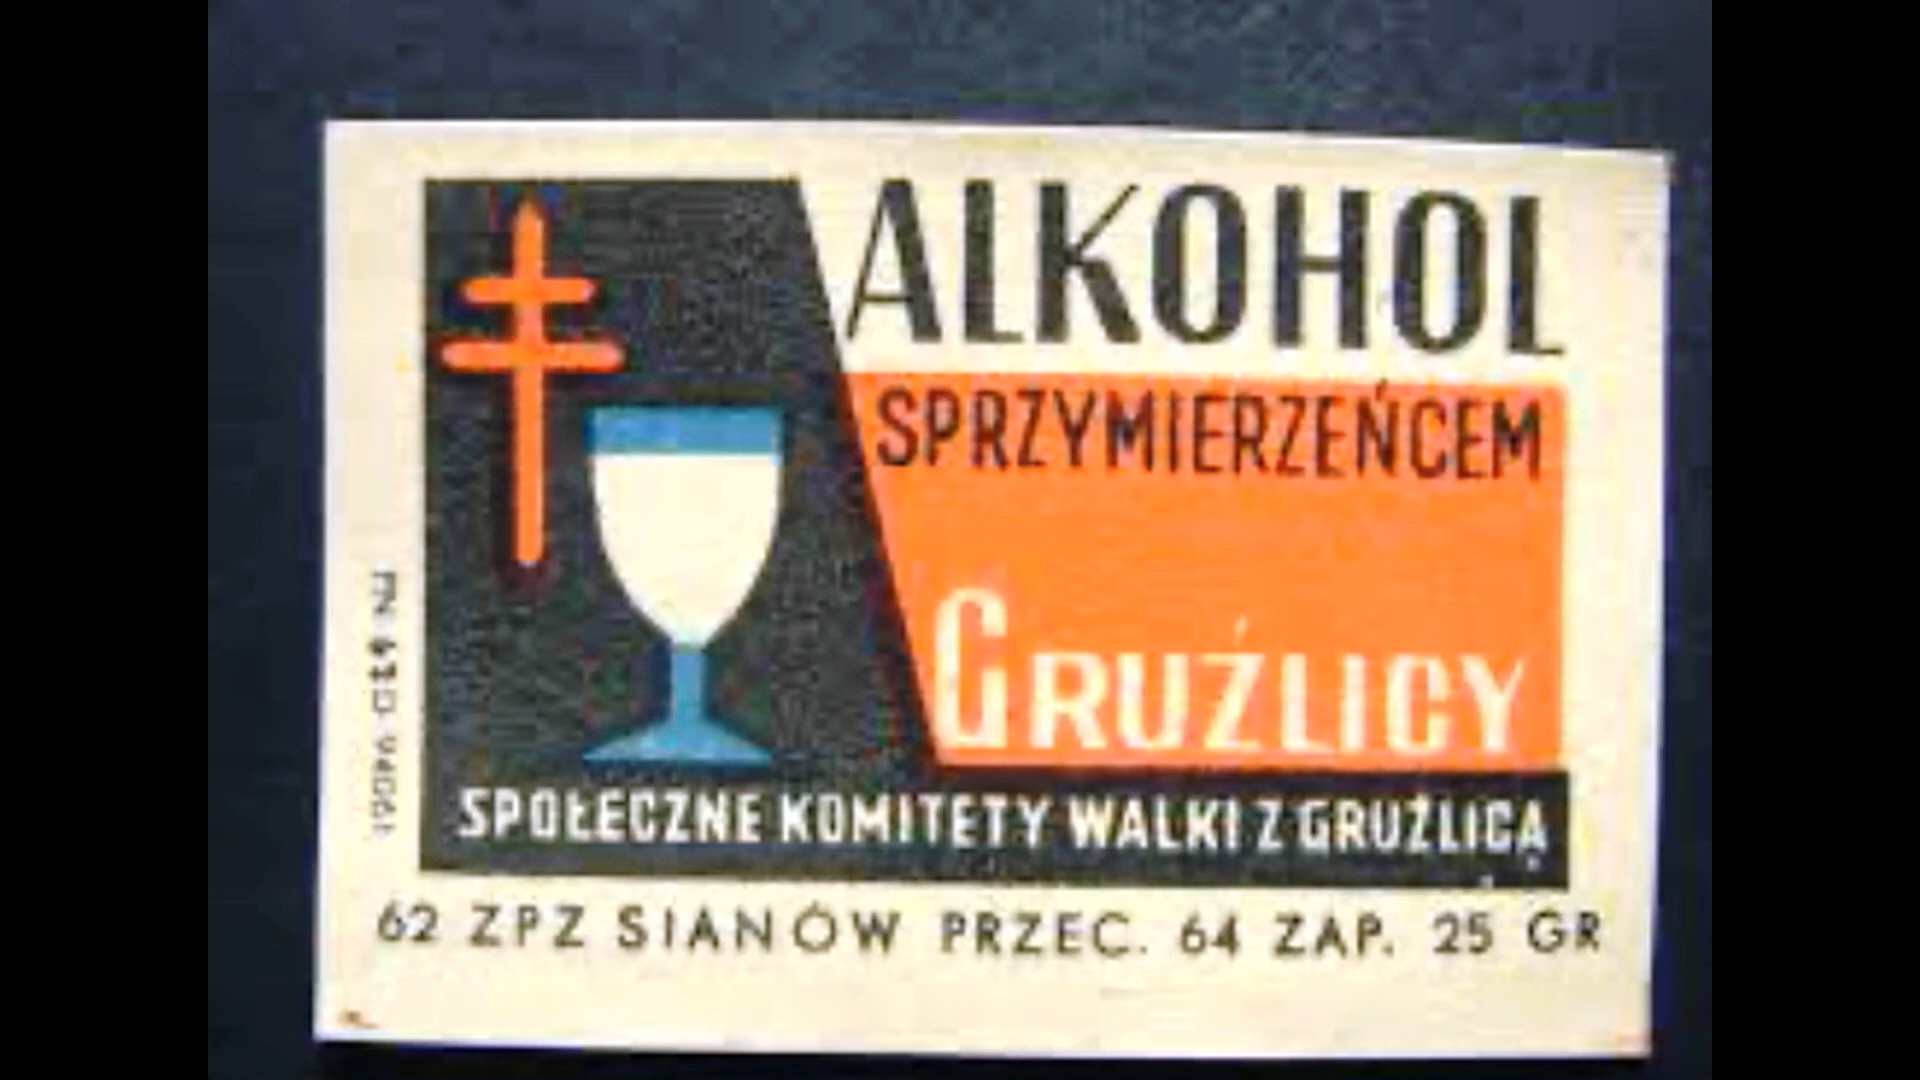 ALKOHOL
SPRZYMIERZEŃCEM
GRUŹLICY
SPOŁECZNE KOMITETY WALKI Z GRUŹLICĄ
62 ZPZ SIANÓW PRZEC. 64 ZAP. 25 GR